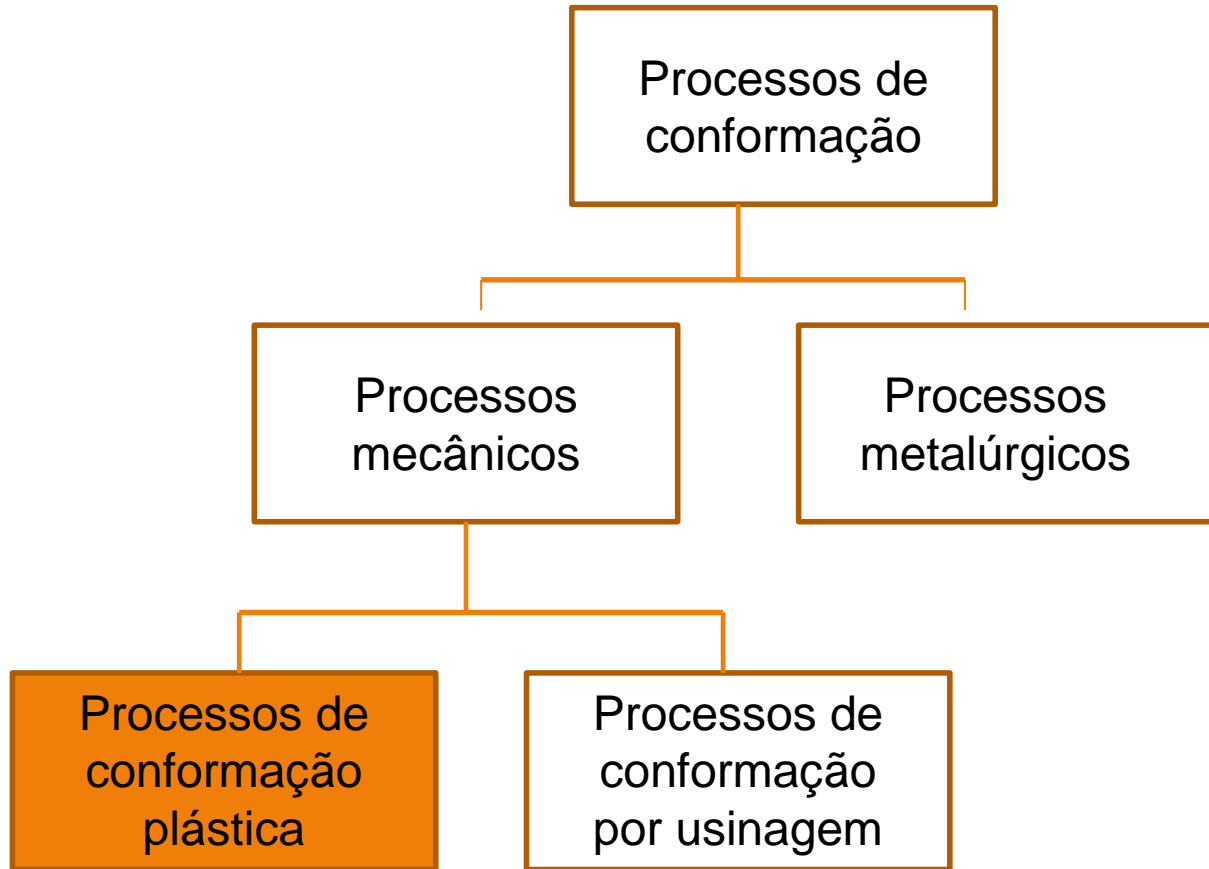 Processos de
conformação
Processos
mecânicos
Processos
metalúrgicos
Processos de
conformação
plástica
Processos de
conformação
por usinagem